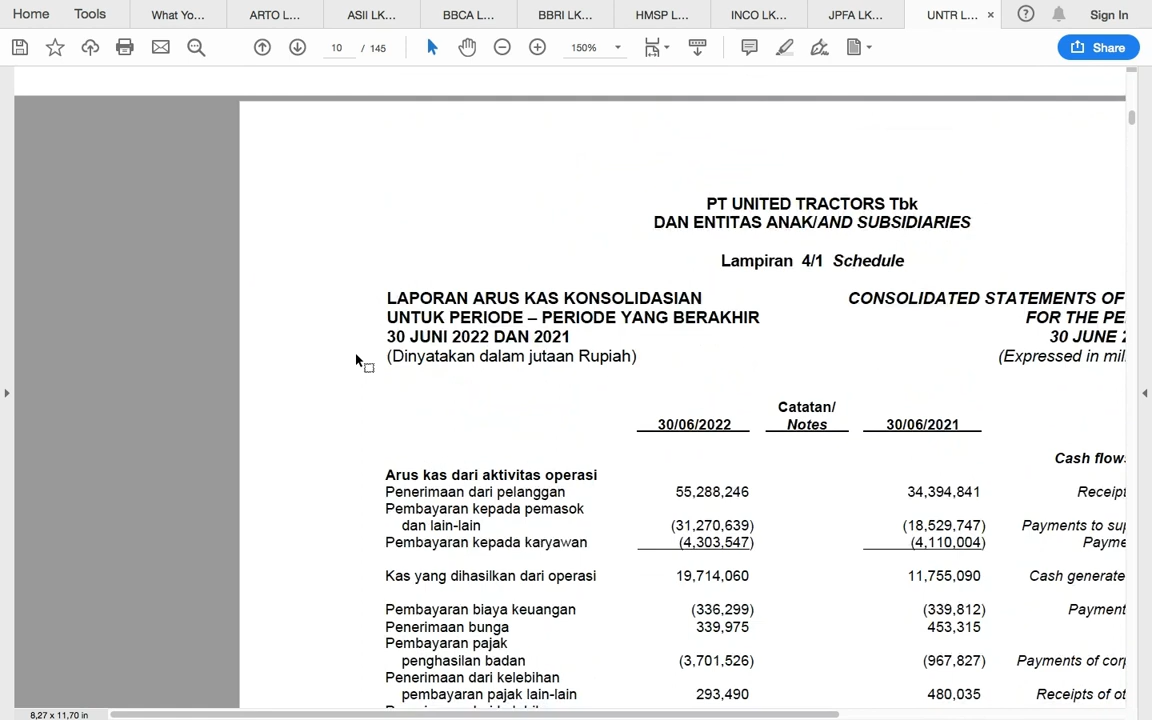 Home Tools What Yo... ARTO L... ASII LK... BBCA L... BBRI LK... HMSP L... INCO LK... JPFA LK... UNTR L... × ? Sign In
10 / 145 150% Share
PT UNITED TRACTORS Tbk
DAN ENTITAS ANAK/AND SUBSIDIARIES
Lampiran 4/1 Schedule
LAPORAN ARUS KAS KONSOLIDASIAN CONSOLIDATED STATEMENTS OF
UNTUK PERIODE – PERIODE YANG BERAKHIR FOR THE PE
30 JUNI 2022 DAN 2021 30 JUNE
(Dinyatakan dalam jutaan Rupiah) (Expressed in mil
Catatan/
30/06/2022 Notes 30/06/2021
Cash flow
Arus kas dari aktivitas operasi
Penerimaan dari pelanggan 55,288,246 34,394,841 Receipt
Pembayaran kepada pemasok
dan lain-lain (31,270,639) (18,529,747) Payments to sup
Pembayaran kepada karyawan (4,303,547) (4,110,004) Payme
Kas yang dihasilkan dari operasi 19,714,060 11,755,090 Cash generate
Pembayaran biaya keuangan (336,299) (339,812) Payment
Penerimaan bunga 339,975 453,315
Pembayaran pajak
penghasilan badan (3,701,526) (967,827) Payments of corp
Penerimaan dari kelebihan
pembayaran pajak lain-lain 293,490 480,035 Receipts of ot
8,27 x 11,70 in